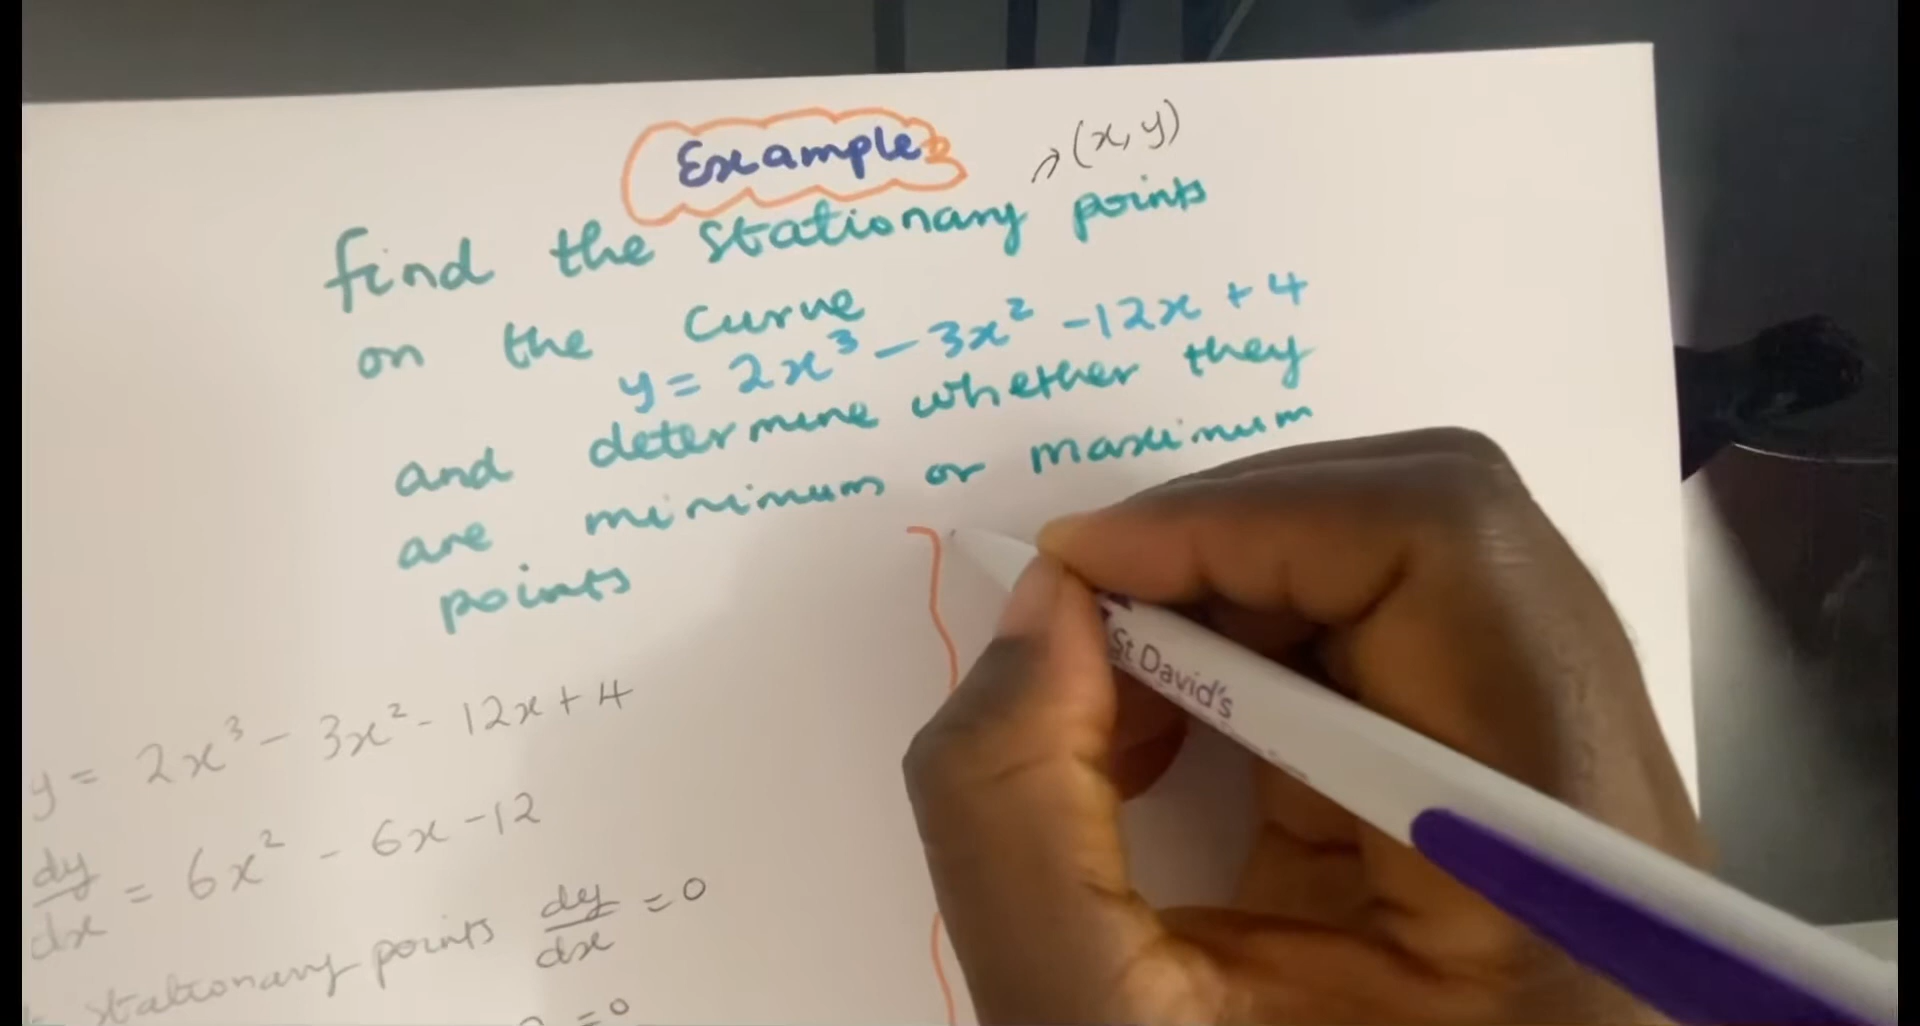 Example
→ (x, y)
find the stationary points
on the curve
y = 2x³ - 3x² - 12x + 4
and determine whether they
are minimum or maximum
points
y = 2x³ - 3x² - 12x + 4
dy/dx = 6x² - 6x - 12
stationary points dy/dx = 0
= 0
St David's